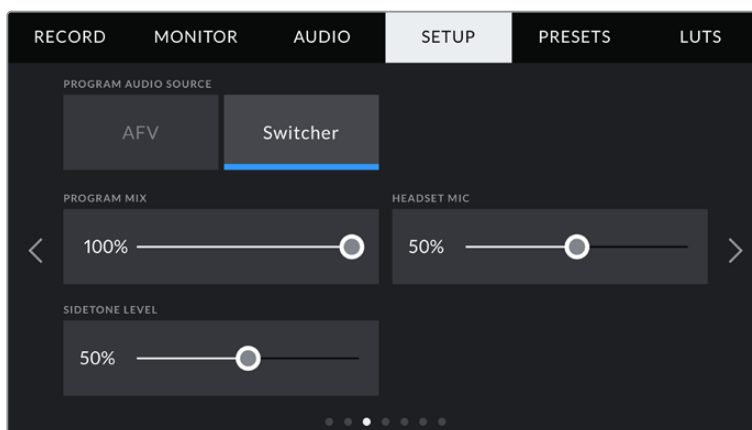 RECORD MONITOR AUDIO SETUP PRESETS LUTS
PROGRAM AUDIO SOURCE
AFV Switcher
PROGRAM MIX HEADSET MIC
100% 50%
SIDETONE LEVEL
50%